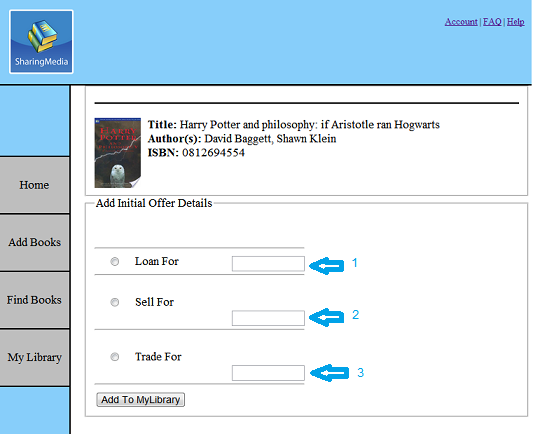 SharingMedia
Account | FAQ | Help
HARRY
POTTER
Title: Harry Potter and philosophy: if Aristotle ran Hogwarts
Author(s): David Baggett, Shawn Klein
ISBN: 0812694554
Home
Add Books
Find Books
My Library
Add Initial Offer Details
Loan For
1
Sell For
2
Trade For
3
Add To MyLibrary